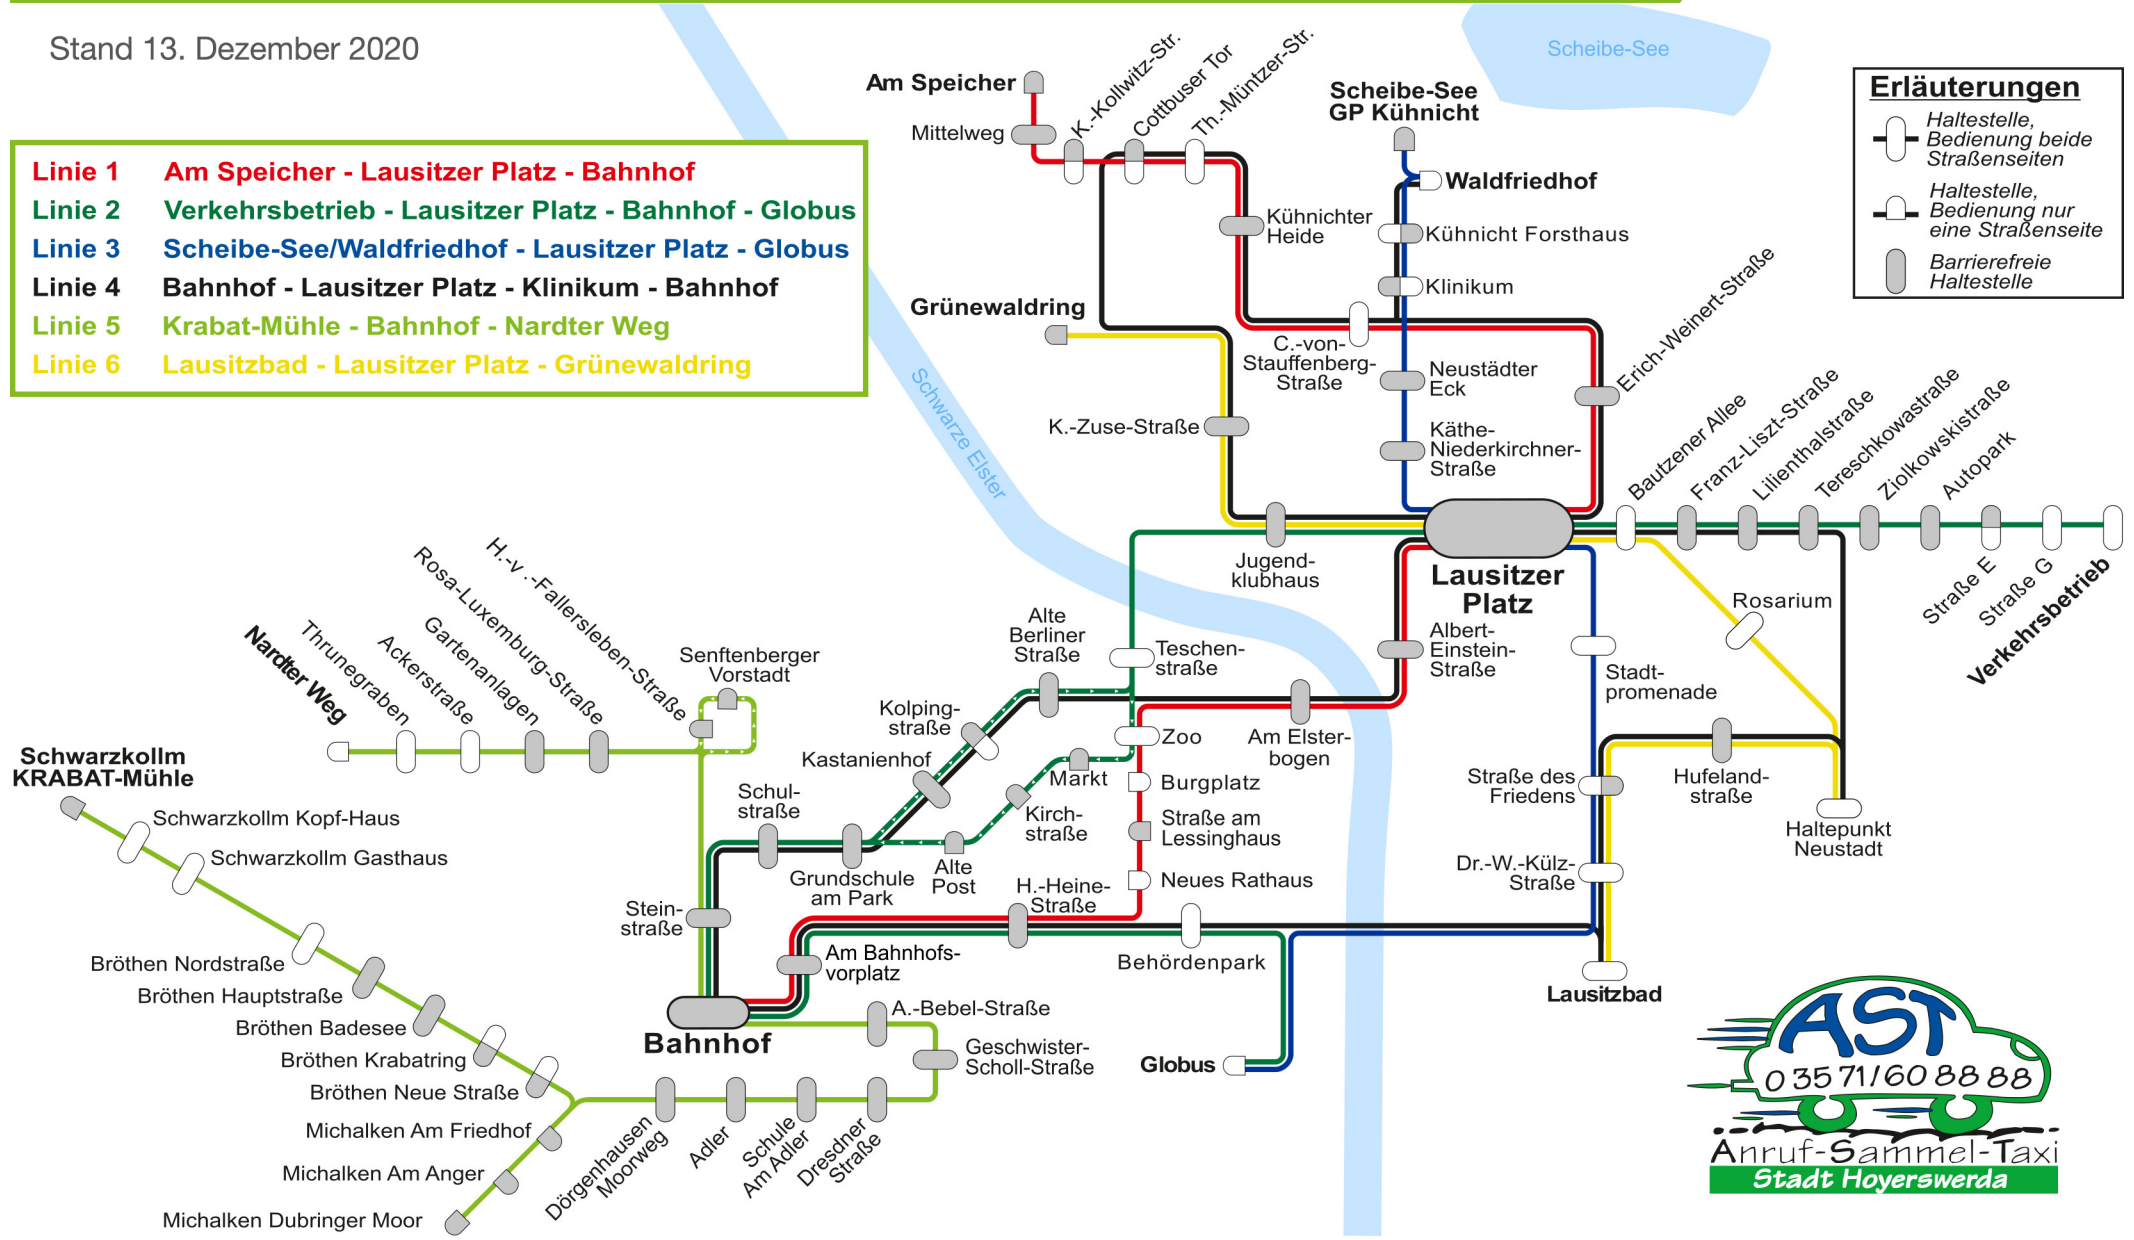 Stand 13. Dezember 2020
Linie 1 Am Speicher - Lausitzer Platz - Bahnhof
Linie 2 Verkehrsbetrieb - Lausitzer Platz - Bahnhof - Globus
Linie 3 Scheibe-See/Waldfriedhof - Lausitzer Platz - Globus
Linie 4 Bahnhof - Lausitzer Platz - Klinikum - Bahnhof
Linie 5 Krabat-Mühle - Bahnhof - Nardter Weg
Linie 6 Lausitzbad - Lausitzer Platz - Grünewaldring
Scheibe-See
Erläuterungen
Haltestelle,
Bedienung beide
Straßenseiten
Haltestelle,
Bedienung nur
eine Straßenseite
Barrierefreie
Haltestelle
Am Speicher
Mittelweg
K.-Kollwitz-Str.
Cottbuser Tor
Th.-Müntzer-Str.
Scheibe-See
GP Kühnicht
Waldfriedhof
Kühnichter
Heide
Kühnicht Forsthaus
Klinikum
Grünewaldring
C.-von-
Stauffenberg-
Straße
Neustädter
Eck
Erich-Weinert-Straße
K.-Zuse-Straße
Käthe-
Niederkirchner-
Straße
Schwarze Elster
Bautzener Allee
Franz-Liszt-Straße
Lilienthalstraße
Tereschkowastraße
Ziolkowskistraße
Autopark
Straße E
Straße G
Verkehrsbetrieb
Jugend-
klubhaus
Lausitzer
Platz
Rosarium
Alte
Berliner
Straße
Teschen-
straße
Albert-
Einstein-
Straße
Stadt-
promenade
H.-v .-Fallersleben-Straße
Rosa-Luxemburg-Straße
Gartenanlagen
Ackerstraße
Thrunegraben
Nardter Weg
Senftenberger
Vorstadt
Kolping-
straße
Kastanienhof
Zoo
Am Elster-
bogen
Markt
Burgplatz
Straße des
Friedens
Hufeland-
straße
Schwarzkollm
KRABAT-Mühle
Schwarzkollm Kopf-Haus
Schwarzkollm Gasthaus
Schul-
straße
Kirch-
straße
Straße am
Lessinghaus
Haltepunkt
Neustadt
Grundschule
am Park
Alte
Post
H.-Heine-
Straße
Neues Rathaus
Dr.-W.-Külz-
Straße
Stein-
straße
Am Bahnhofs-
vorplatz
Behördenpark
Lausitzbad
Bröthen Nordstraße
Bröthen Hauptstraße
Bröthen Badesee
Bröthen Krabatring
Bröthen Neue Straße
Bahnhof
A.-Bebel-Straße
Geschwister-
Scholl-Straße
Globus
Michalken Am Friedhof
Michalken Am Anger
Michalken Dubringer Moor
Dörgenhausen
Moorweg
Adler
Schule
Am Adler
Dresdner
Straße
AST
0 35 71/60 88 88
Anruf-Sammel-Taxi
Stadt Hoyerswerda